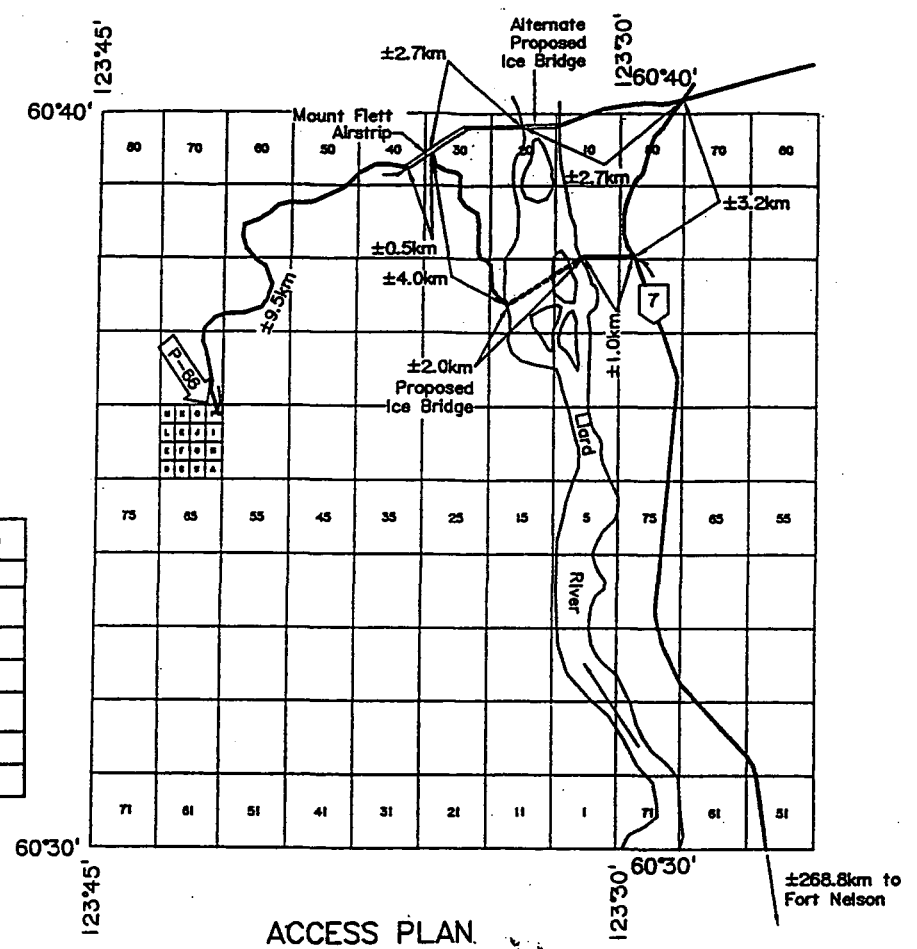 123°45'
Alternate
Proposed
Ice Bridge
123°30'
±2.7km
60°40'
60°40'
Mount Flett
Airstrip
80 70 60 50 40 30 20 10 80 70 60
±2.7km
±3.2km
±0.5km
±4.0km
±9.5km
7
P-66
±1.0km
±2.0km
Proposed
Ice Bridge
Liard
L K J I
E F G H
D C B A
75 65 55 45 35 25 15 5 75 65 55
River
71 61 51 41 31 21 11 1 71 61 51
60°30'
60°30'
123°45'
123°30'
±268.8km to
Fort Nelson
ACCESS PLAN